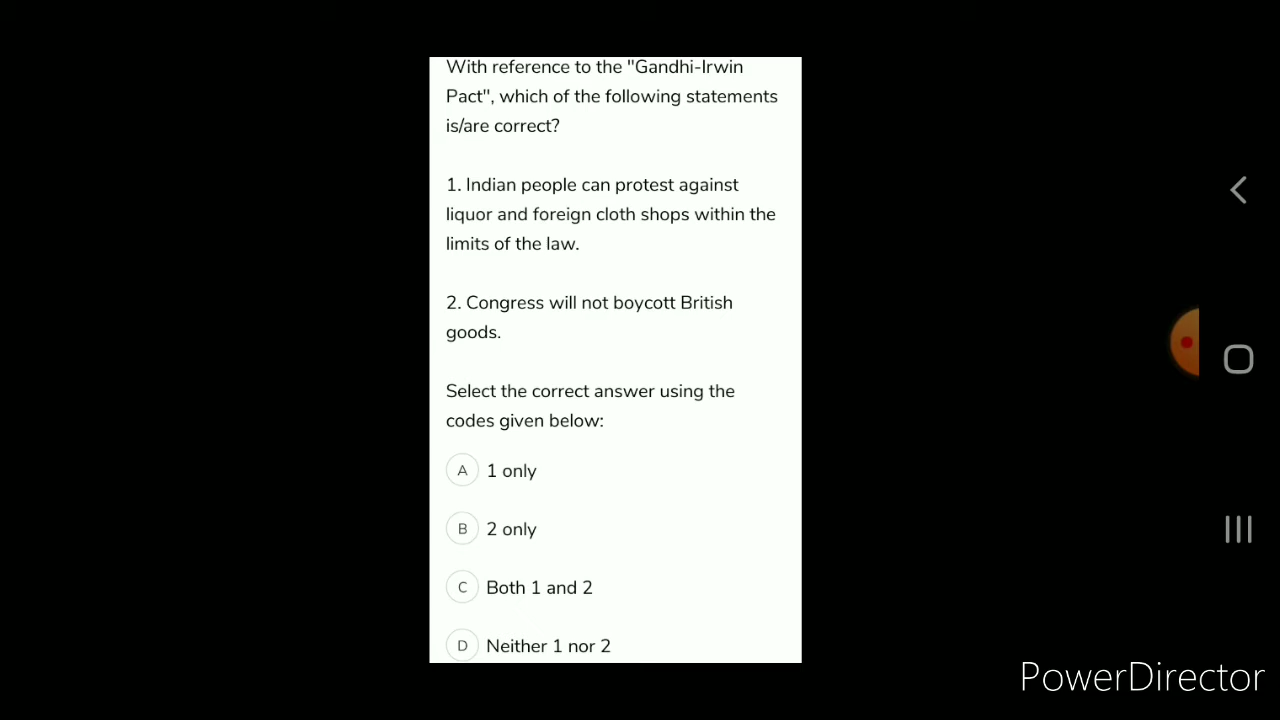 With reference to the "Gandhi-Irwin
Pact", which of the following statements
is/are correct?
1. Indian people can protest against
liquor and foreign cloth shops within the
limits of the law.
2. Congress will not boycott British
goods.
Select the correct answer using the
codes given below:
A 1 only
B 2 only
C Both 1 and 2
D Neither 1 nor 2
PowerDirector